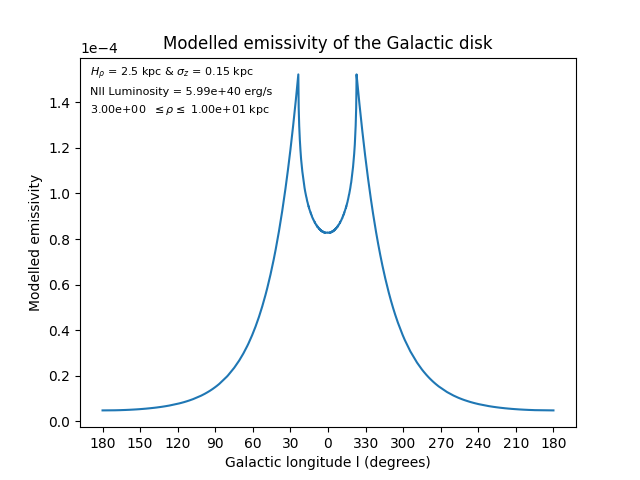 Modelled emissivity of the Galactic disk
1e−4
H_ρ = 2.5 kpc & σ_z = 0.15 kpc
NII Luminosity = 5.99e+40 erg/s
3.00e+00 ≤ρ≤ 1.00e+01 kpc
1.4
1.2
1.0
0.8
0.6
0.4
0.2
0.0
Modelled emissivity
180 150 120 90 60 30 0 330 300 270 240 210 180
Galactic longitude l (degrees)